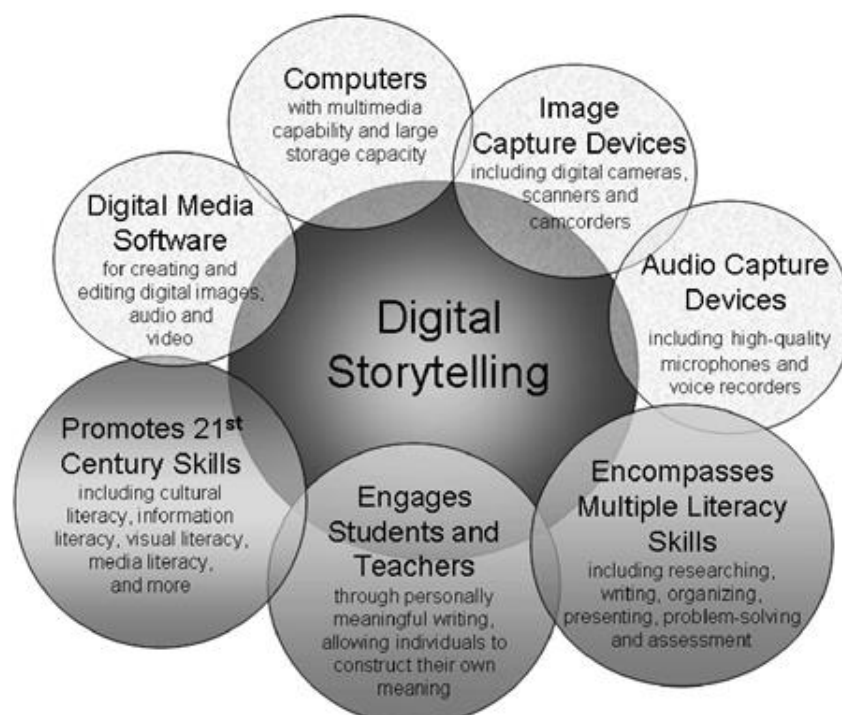 Computers
with multimedia
capability and large
storage capacity
Image
Capture Devices
including digital cameras,
scanners and
camcorders
Digital Media
Software
for creating and
editing digital images,
audio and
video
Audio Capture
Devices
including high-quality
microphones and
voice recorders
Digital
Storytelling
Promotes 21st
Century Skills
including cultural
literacy, information
literacy, visual literacy,
media literacy,
and more
Engages
Students and
Teachers
through personally
meaningful writing,
allowing individuals to
construct their own
meaning
Encompasses
Multiple Literacy
Skills
including researching,
writing, organizing,
presenting, problem-solving
and assessment